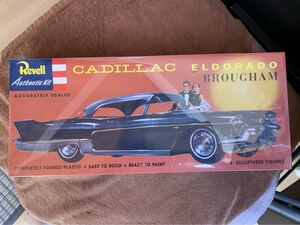 Revell
Authentic Kit
ACCURATELY SCALED
CADILLAC ELDORADO
BROUGHAM
COMPLETELY FORMED PLASTIC • EASY TO BUILD • READY TO PAINT
2 SCULPTURED FIGURES